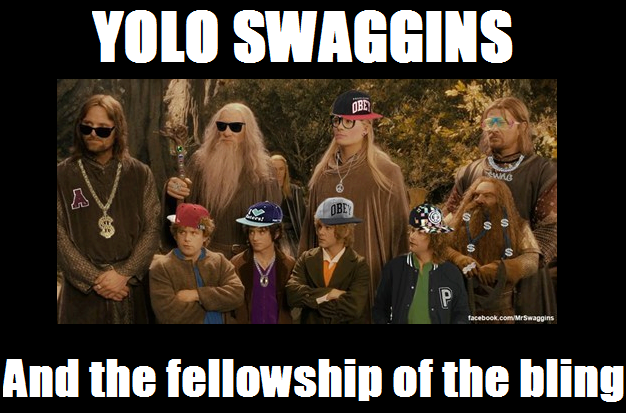 YOLO SWAGGINS
OBEY
A
SWAG
OBEY
P
facebook.com/MrSwaggins
And the fellowship of the bling